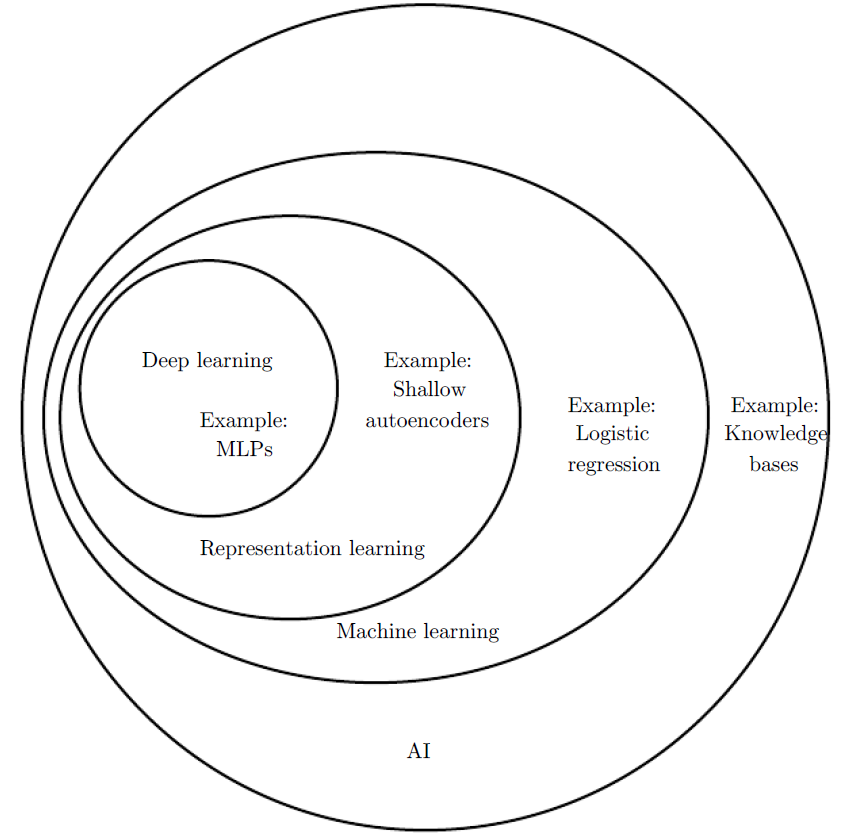 Deep learning
Example:
MLPs
Example:
Shallow
autoencoders
Example:
Logistic
regression
Example:
Knowledge
bases
Representation learning
Machine learning
AI